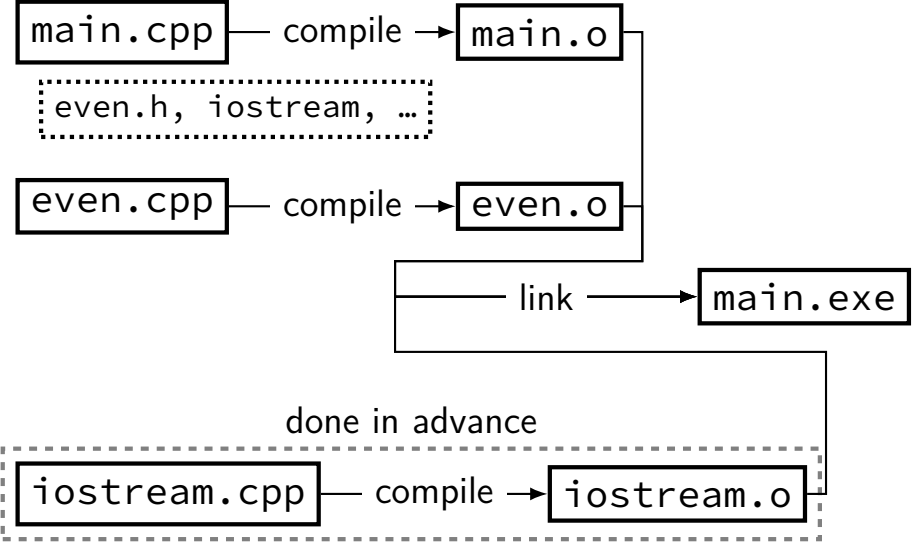 main.cpp compile main.o
even.h, iostream, …
even.cpp compile even.o
link main.exe
done in advance
iostream.cpp compile iostream.o